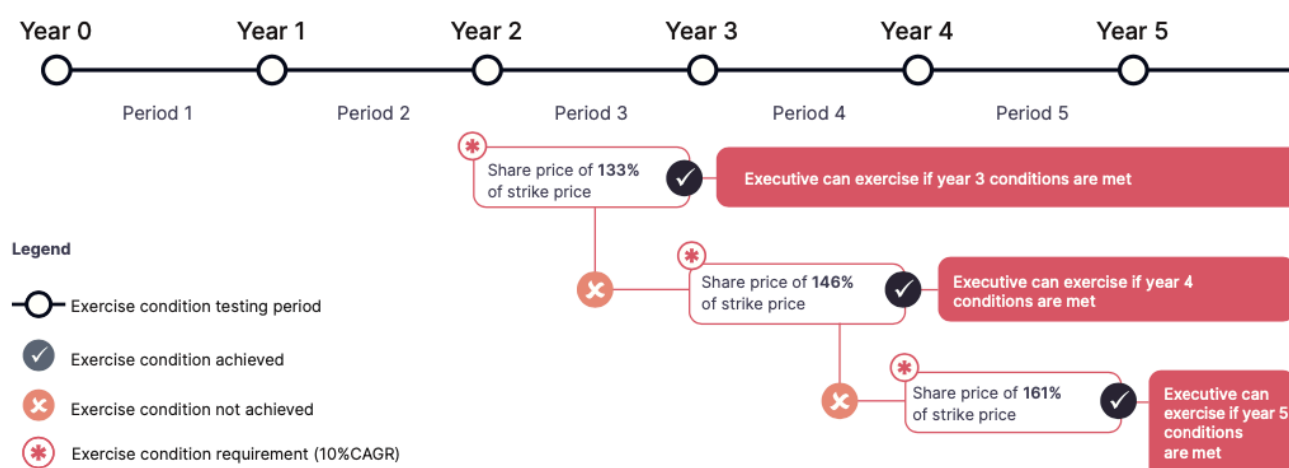 Year 0
Year 1
Year 2
Year 3
Year 4
Year 5
Period 1
Period 2
Period 3
Period 4
Period 5
Share price of 133%
of strike price
Executive can exercise if year 3 conditions are met
Legend
Share price of 146%
of strike price
Executive can exercise if year 4
conditions are met
Exercise condition testing period
Exercise condition achieved
Share price of 161%
of strike price
Executive can
exercise if year 5
conditions
are met
Exercise condition not achieved
Exercise condition requirement (10%CAGR)